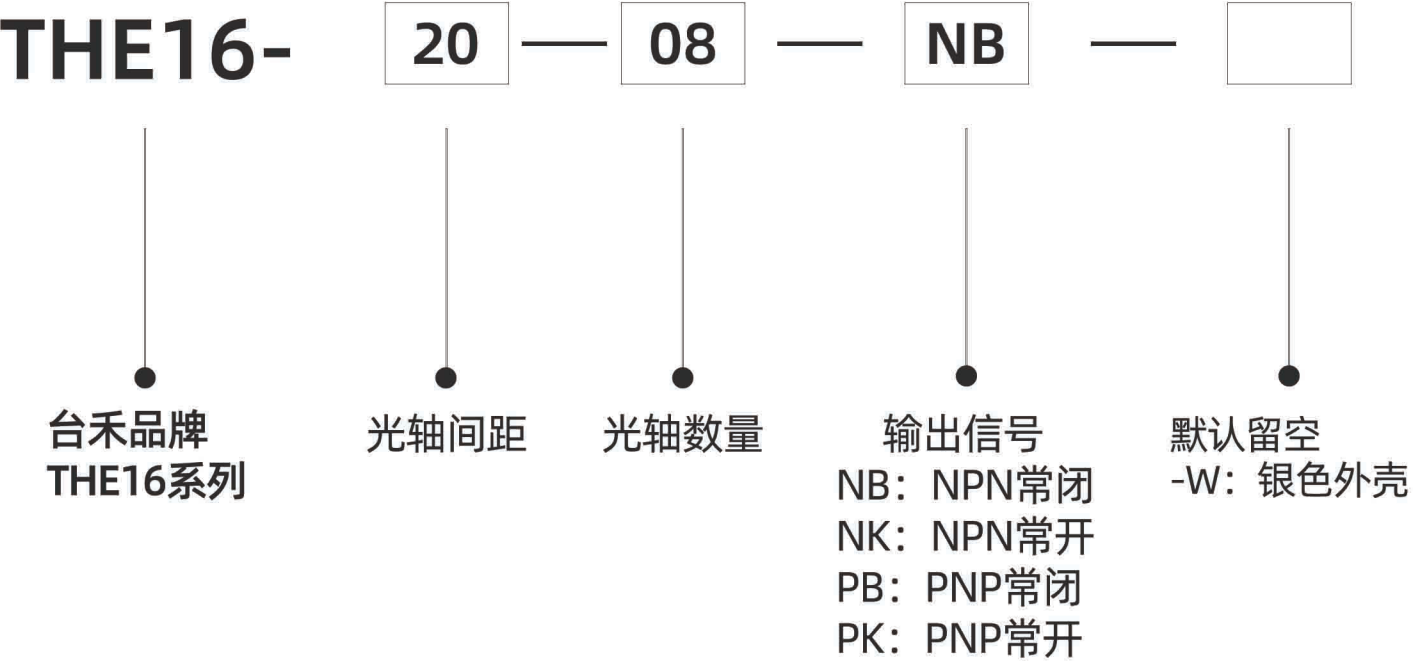 THE16- 20 — 08 — NB —
台禾品牌
THE16系列
光轴间距
光轴数量
输出信号
NB：NPN常闭
NK：NPN常开
PB：PNP常闭
PK：PNP常开
默认留空
-W：银色外壳